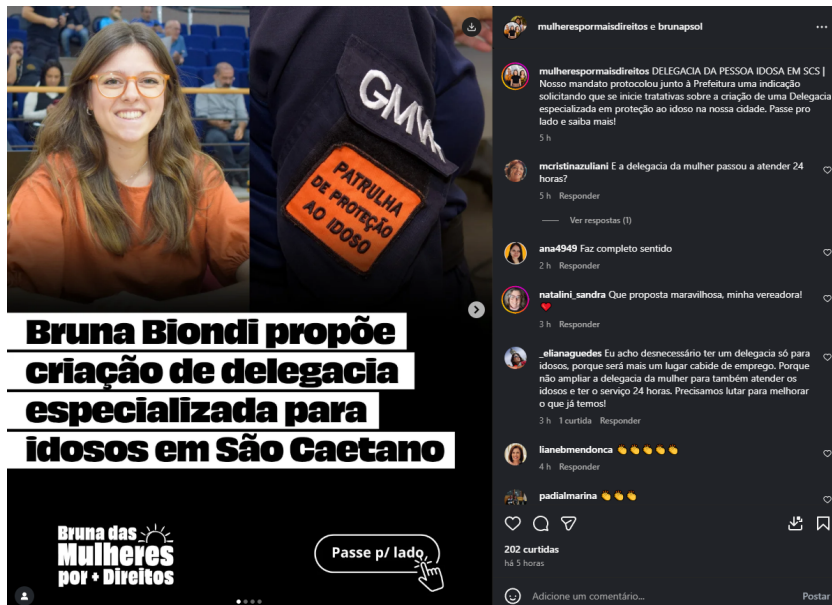 GMW
PATRULHA
DE PROTEÇÃO
AO IDOSO
Bruna Biondi propõe
criação de delegacia
especializada para
idosos em São Caetano
Bruna das
Mulheres
por + Direitos
Passe p/ lado
mulherespormaisdireitos e brunapsol
mulherespormaisdireitos DELEGACIA DA PESSOA IDOSA EM SCS |
Nosso mandato protocolou junto à Prefeitura uma indicação
solicitando que se inicie tratativas sobre a criação de uma Delegacia
especializada em proteção ao idoso na nossa cidade. Passe pro
lado e saiba mais!
5 h
mcristinazuliani E a delegacia da mulher passou a atender 24
horas?
5 h Responder
Ver respostas (1)
ana4949 Faz completo sentido
2 h Responder
natalini_sandra Que proposta maravilhosa, minha vereadora!
❤️
3 h Responder
_elianaguedes Eu acho desnecessário ter um delegacia só para
idosos, porque será mais um lugar cabide de emprego. Porque
não ampliar a delegacia da mulher para também atender os
idosos e ter o serviço 24 horas. Precisamos lutar para melhorar
o que já temos!
3 h 1 curtida Responder
lianebmendonca 👏👏👏👏👏
4 h Responder
padialmarina 👏👏👏
202 curtidas
há 5 horas
Adicione um comentário...
Postar